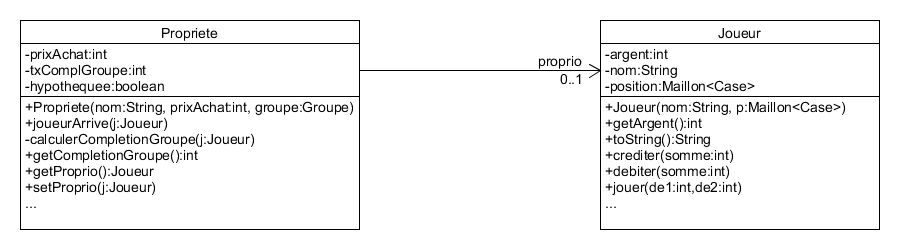 Propriete
-prixAchat:int
-txComplGroupe:int
-hypothequee:boolean
+Propriete(nom:String, prixAchat:int, groupe:Groupe)
+joueurArrive(j:Joueur)
-calculerCompletionGroupe(j:Joueur)
+getCompletionGroupe():int
+getProprio():Joueur
+setProprio(j:Joueur)
...
proprio
0..1
Joueur
-argent:int
-nom:String
-position:Maillon<Case>
+Joueur(nom:String, p:Maillon<Case>)
+getArgent():int
+toString():String
+crediter(somme:int)
+debiter(somme:int)
+jouer(de1:int,de2:int)
...